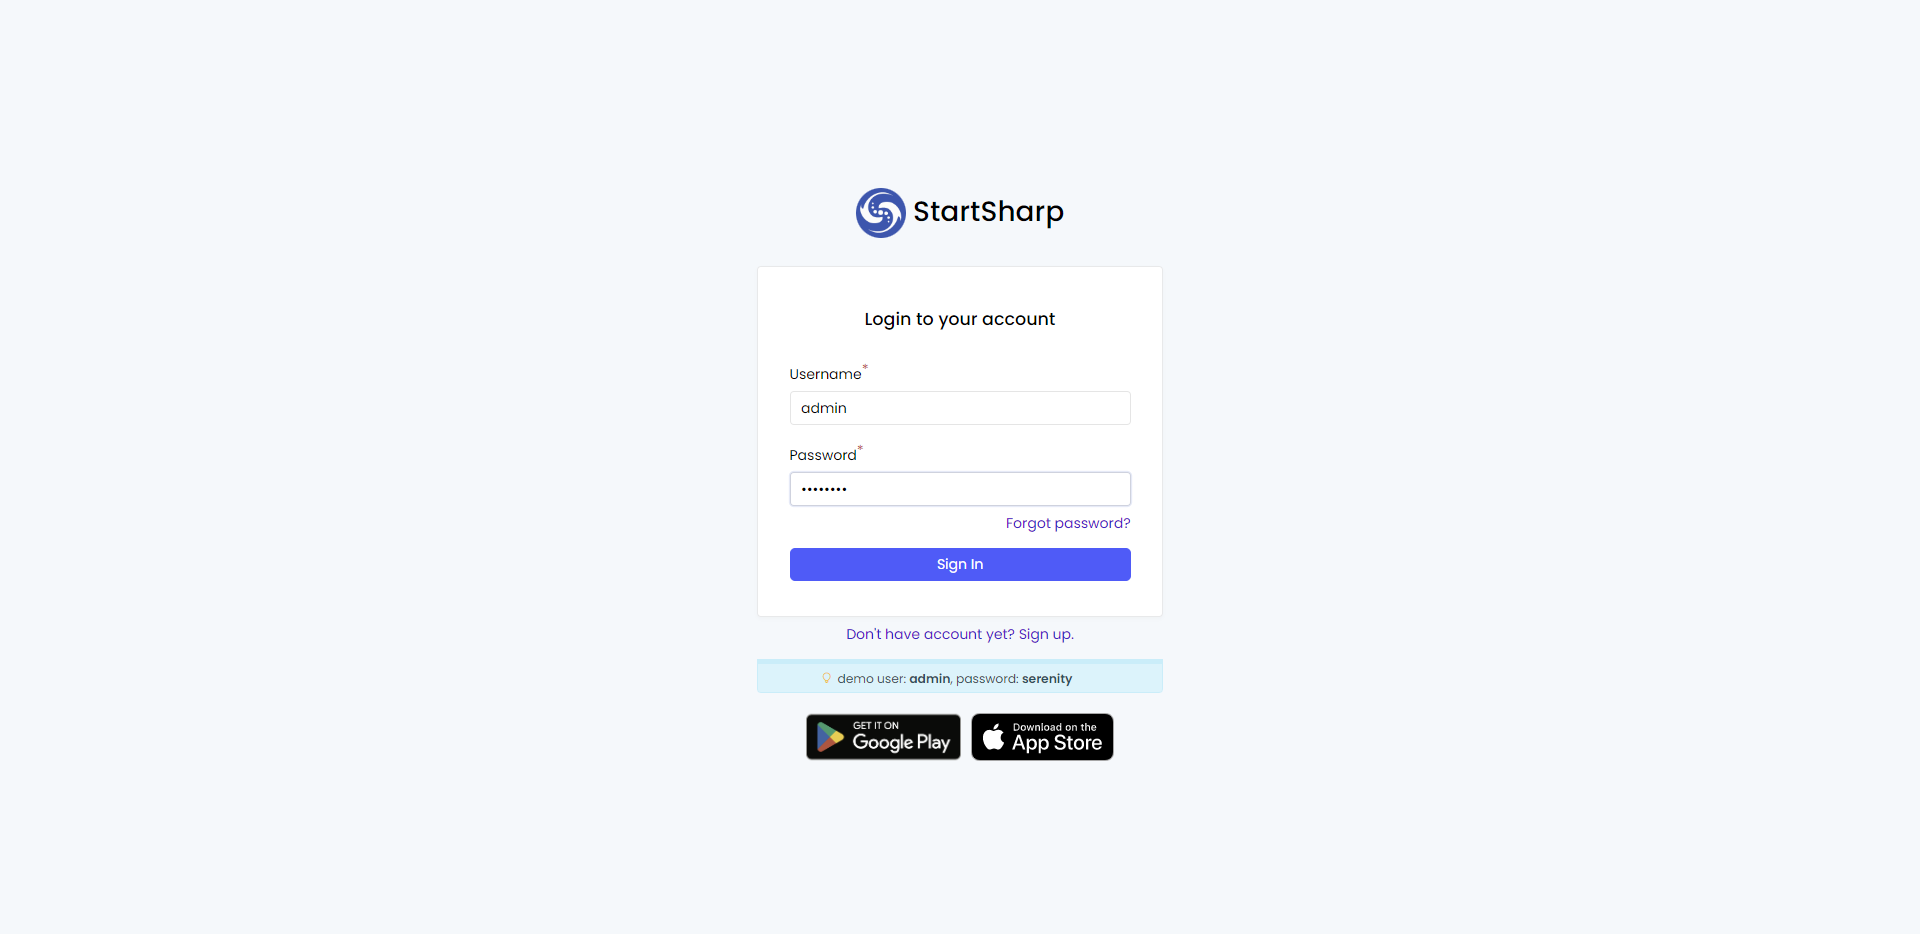 StartSharp
Login to your account
Username*
admin
Password*
••••••••
Forgot password?
Sign In
Don't have account yet? Sign up.
demo user: admin, password: serenity
GET IT ON
Google Play
Download on the
App Store